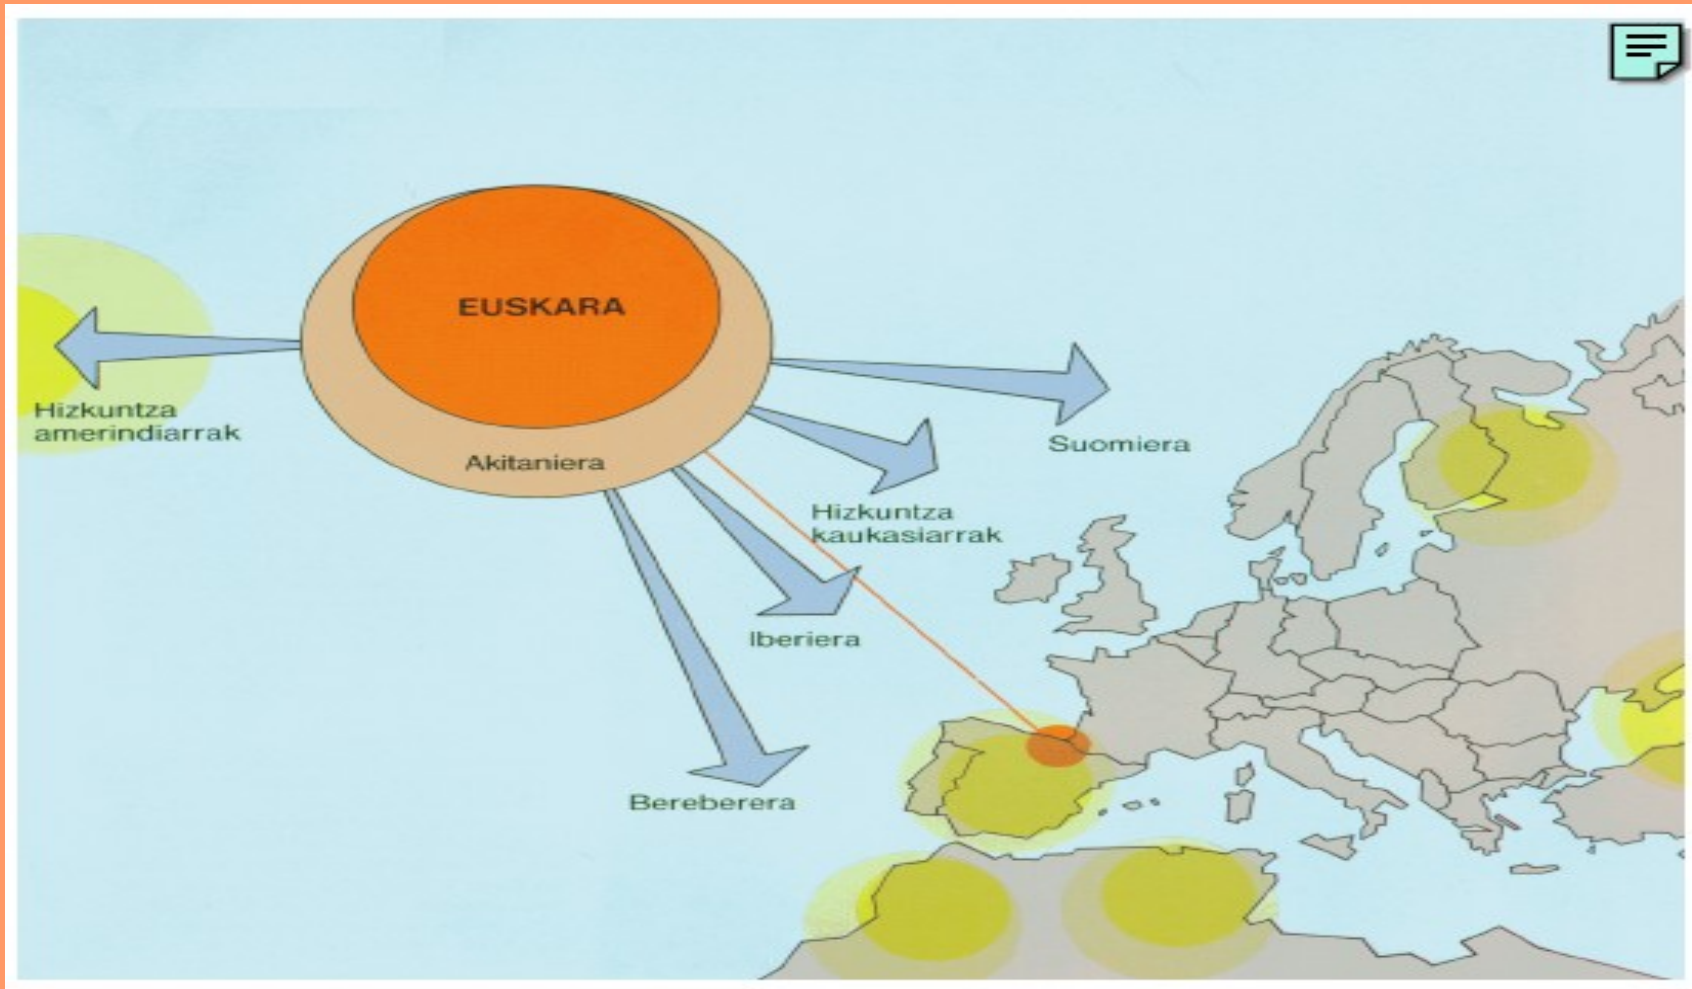 EUSKARA
Hizkuntza
amerindiarrak
Akitaniera
Suomiera
Hizkuntza
kaukasiarrak
Iberiera
Bereberera